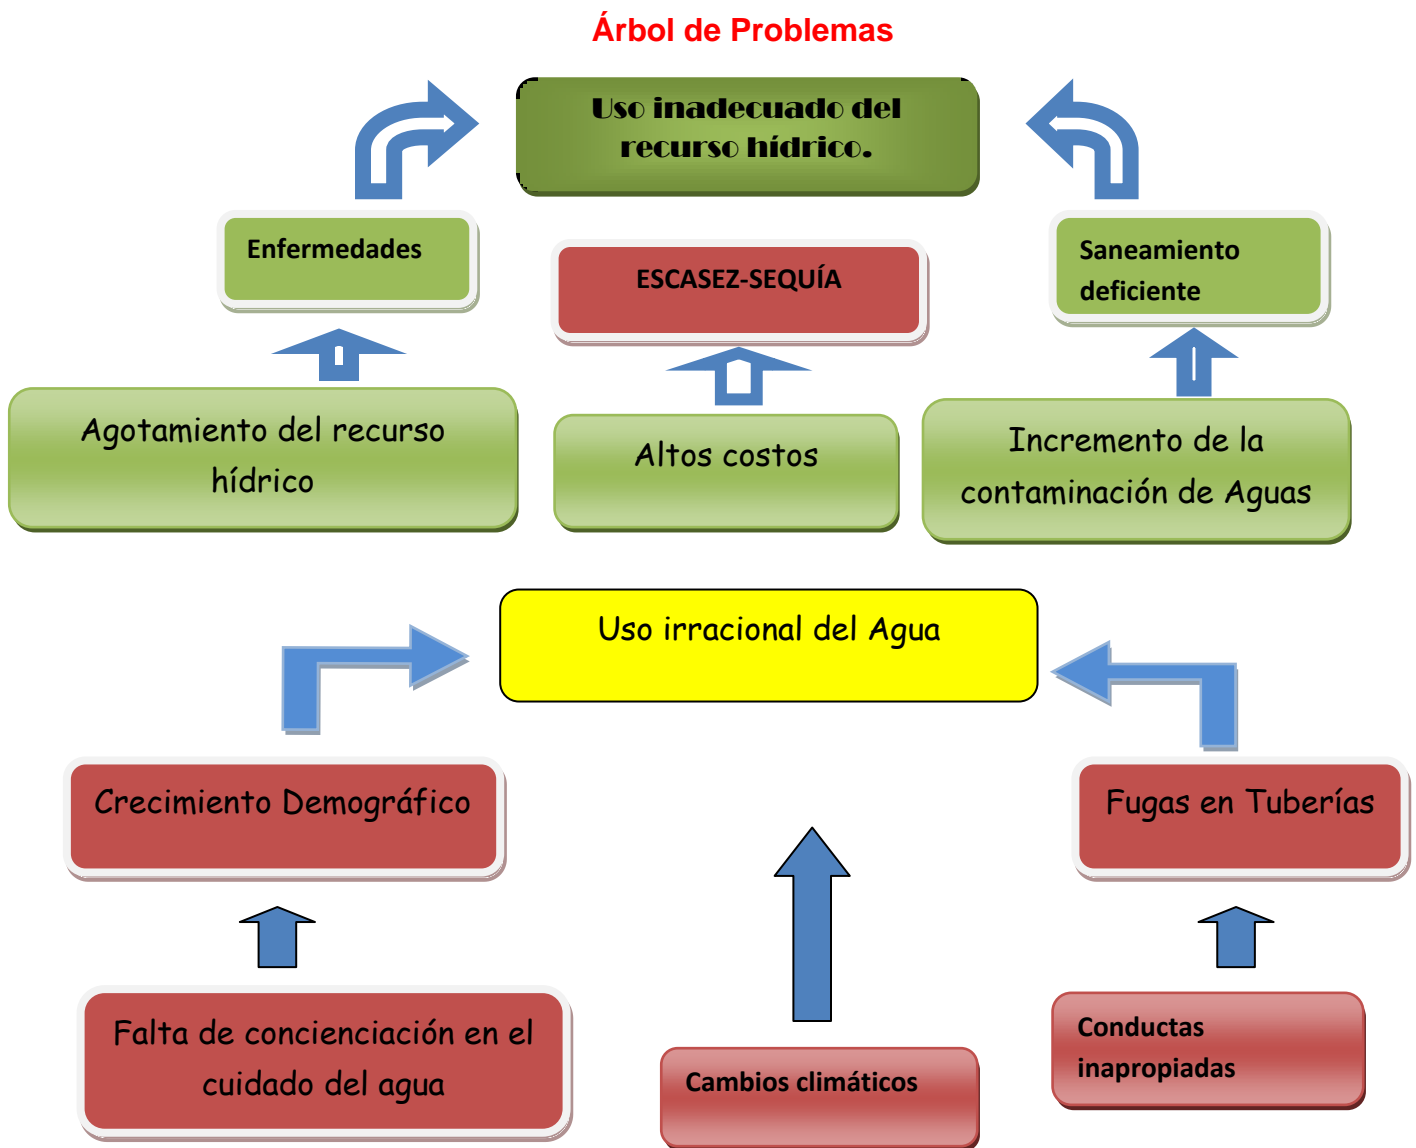 Árbol de Problemas
Uso inadecuado del
recurso hídrico.
Enfermedades
ESCASEZ-SEQUÍA
Saneamiento
deficiente
Agotamiento del recurso
hídrico
Altos costos
Incremento de la
contaminación de Aguas
Uso irracional del Agua
Crecimiento Demográfico
Fugas en Tuberías
Falta de concienciación en el
cuidado del agua
Cambios climáticos
Conductas
inapropiadas